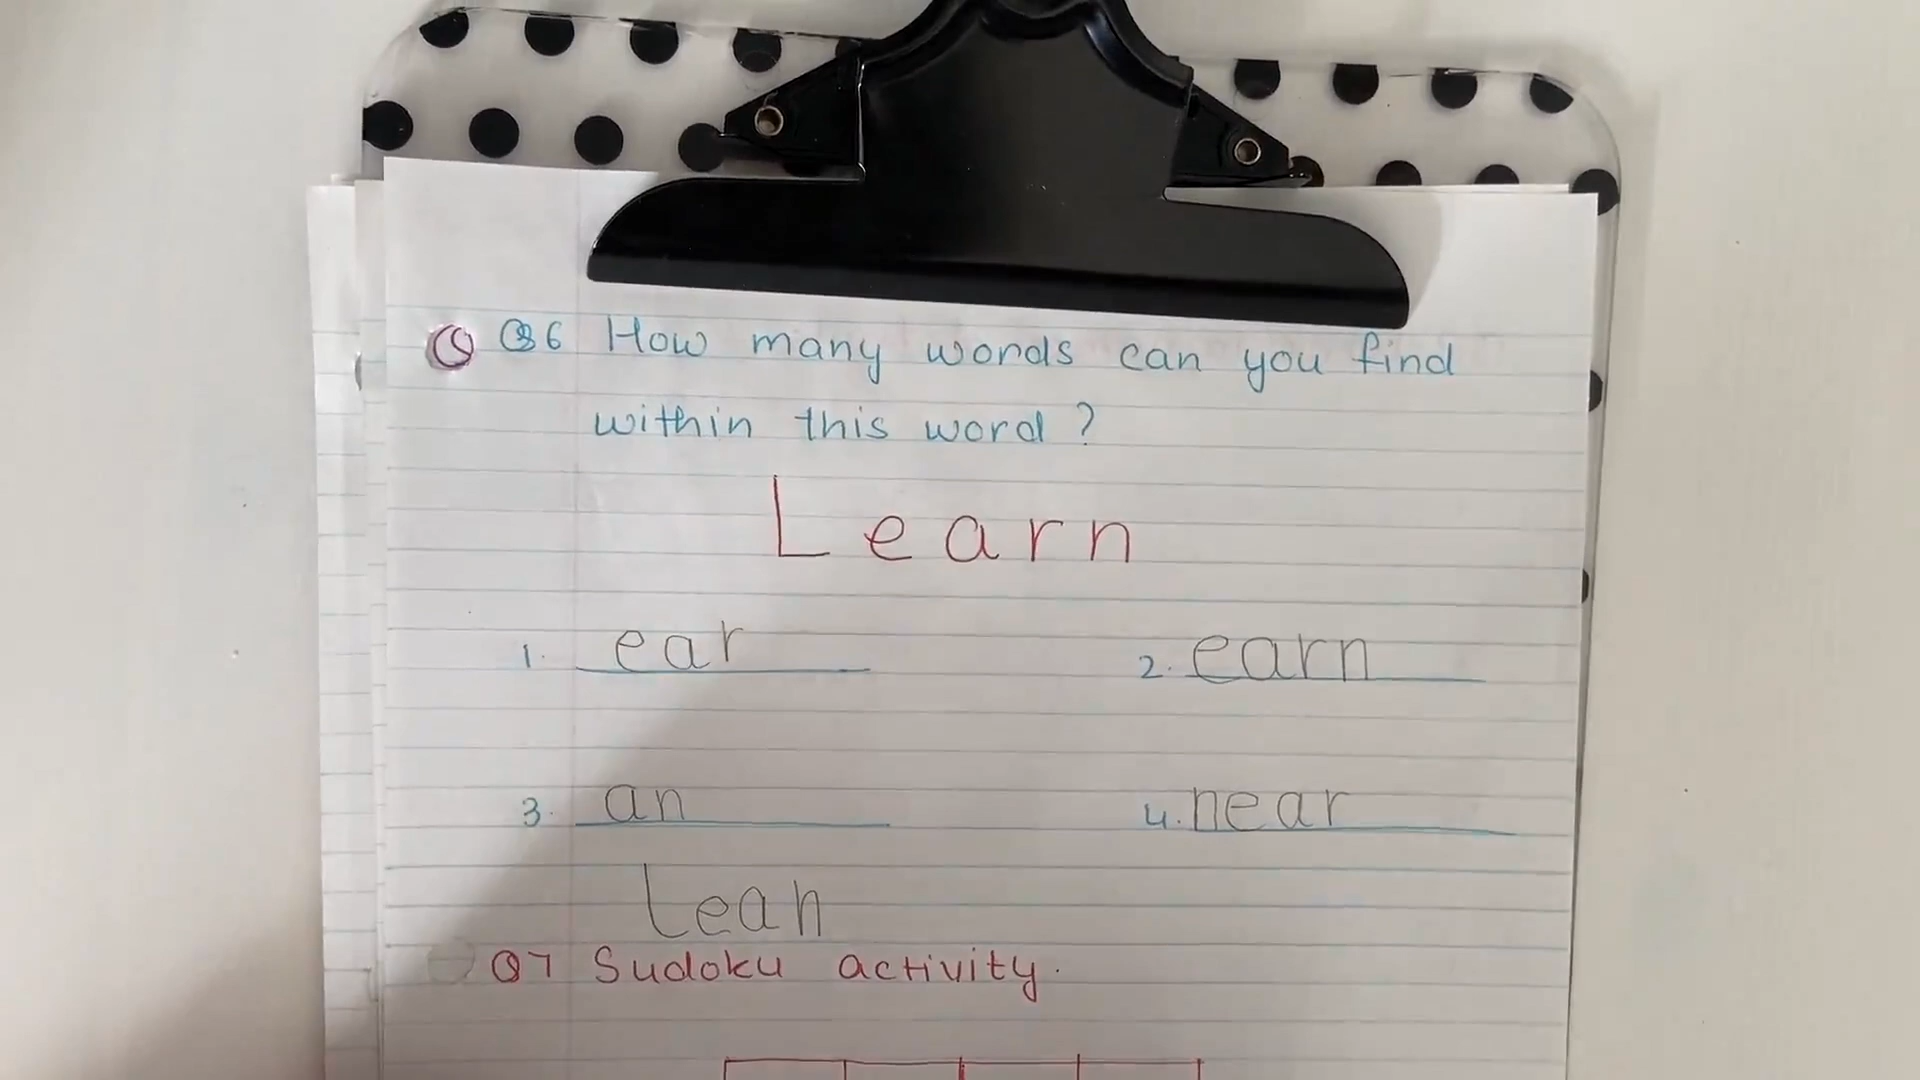 Q6 How many words can you find
within this word ?
Learn
1. ear 2. earn
3. an 4. near
Lean
Q7 Sudoku activity.